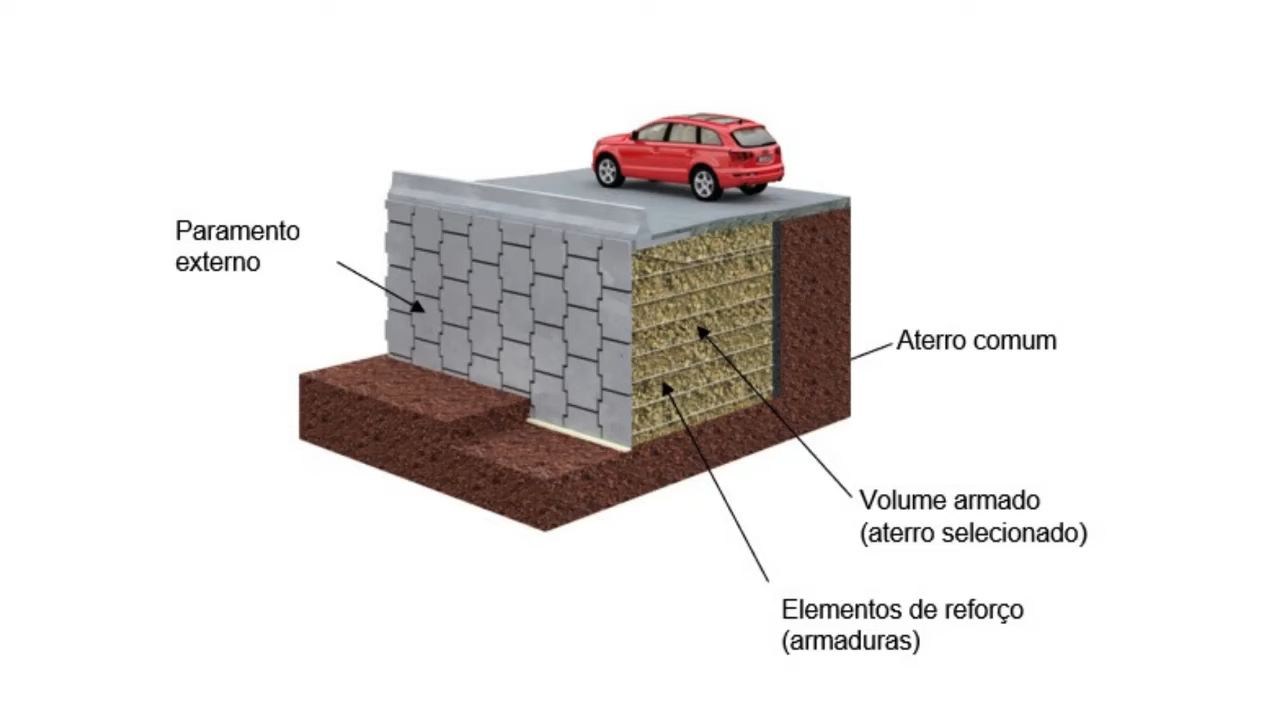 Paramento
externo
Aterro comum
Volume armado
(aterro selecionado)
Elementos de reforço
(armaduras)